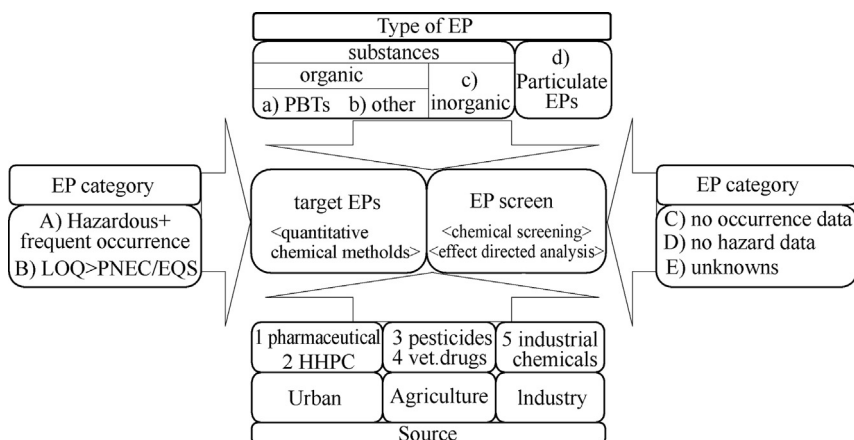 Type of EP
substances
organic
a) PBTs b) other
c)
inorganic
d)
Particulate
EPs
EP category
A) Hazardous+
frequent occurrence
B) LOQ>PNEC/EQS
target EPs
<quantitative
chemical metholds>
EP screen
<chemical screening>
<effect directed analysis>
EP category
C) no occurrence data
D) no hazard data
E) unknowns
1 pharmaceutical
2 HHPC
3 pesticides
4 vet.drugs
5 industrial
chemicals
Urban
Agriculture
Industry
Source